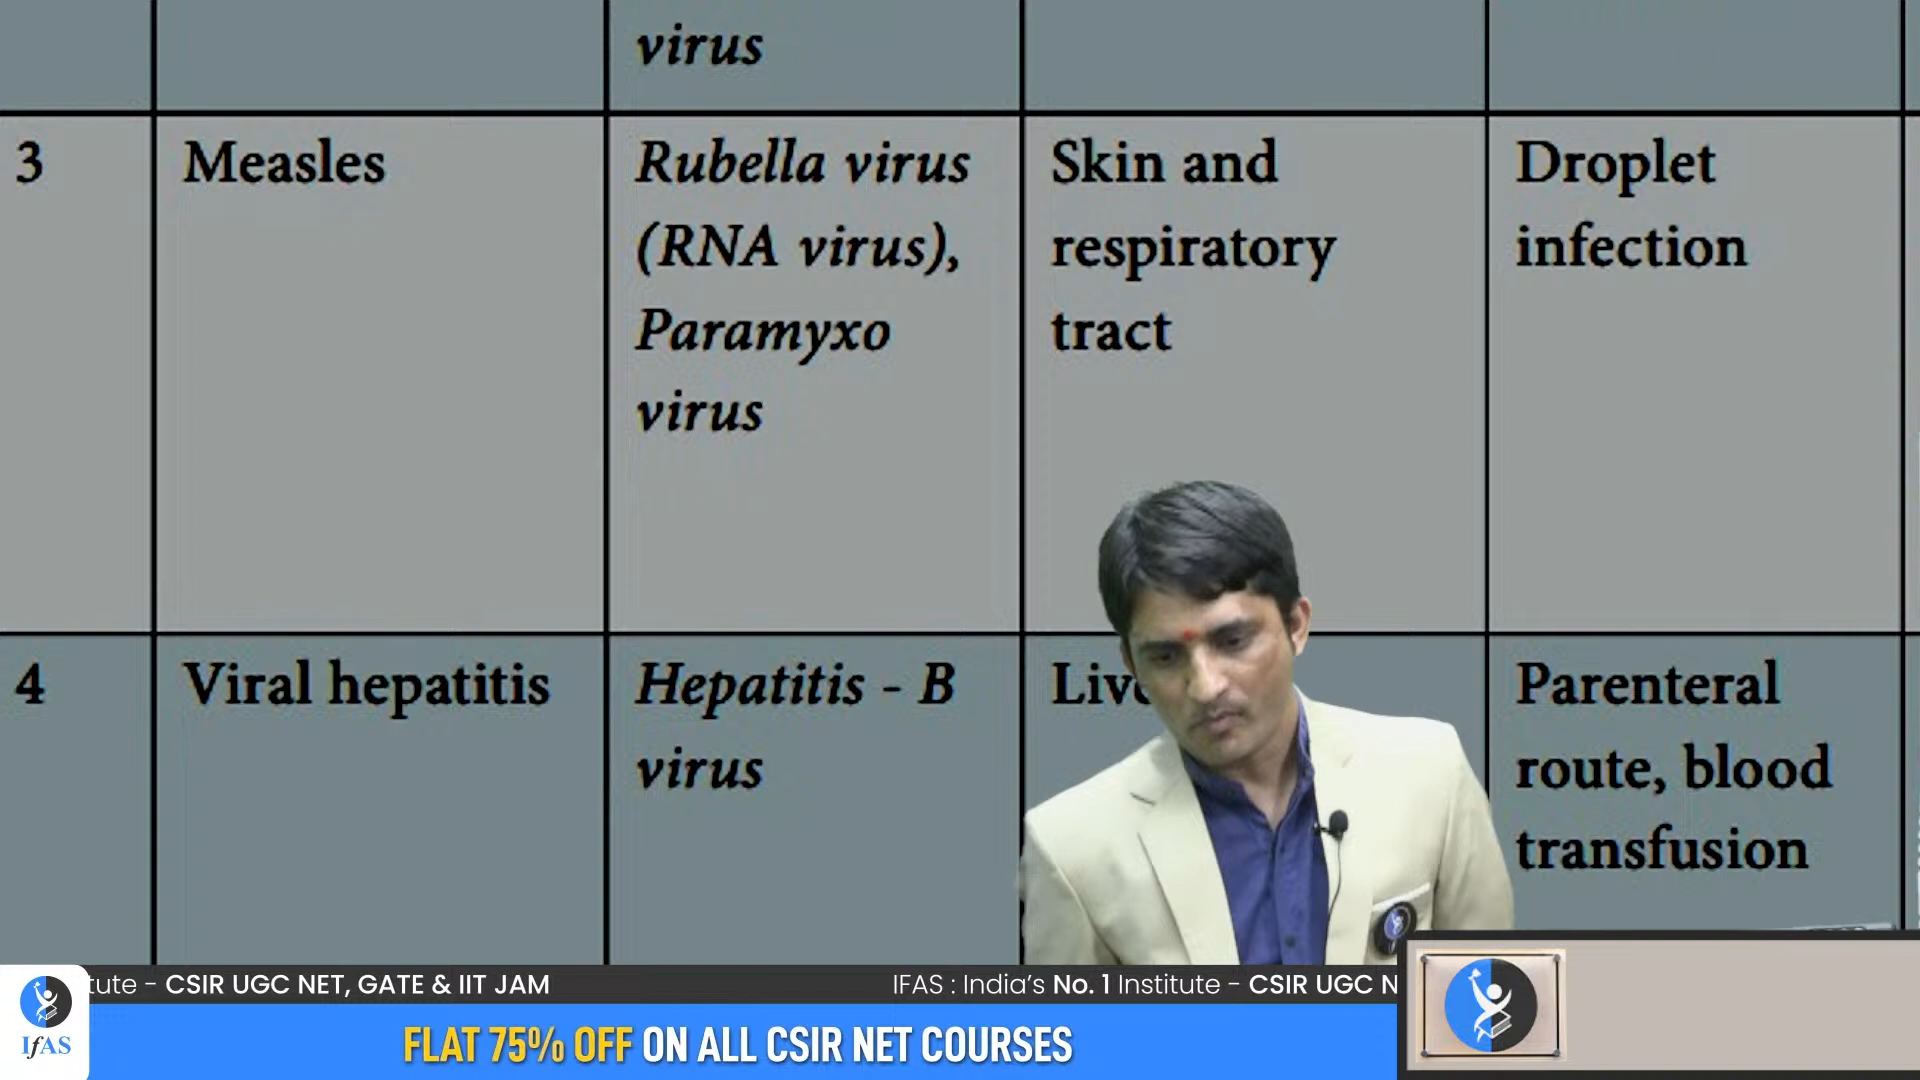 virus
3
Measles
Rubella virus
(RNA virus),
Paramyxo
virus
Skin and
respiratory
tract
Droplet
infection
4
Viral hepatitis
Hepatitis - B
virus
Parenteral
route, blood
transfusion
tute - CSIR UGC NET, GATE & IIT JAM
IFAS : India's No. 1 Institute - CSIR UGC N
IfAS
FLAT 75% OFF ON ALL CSIR NET COURSES